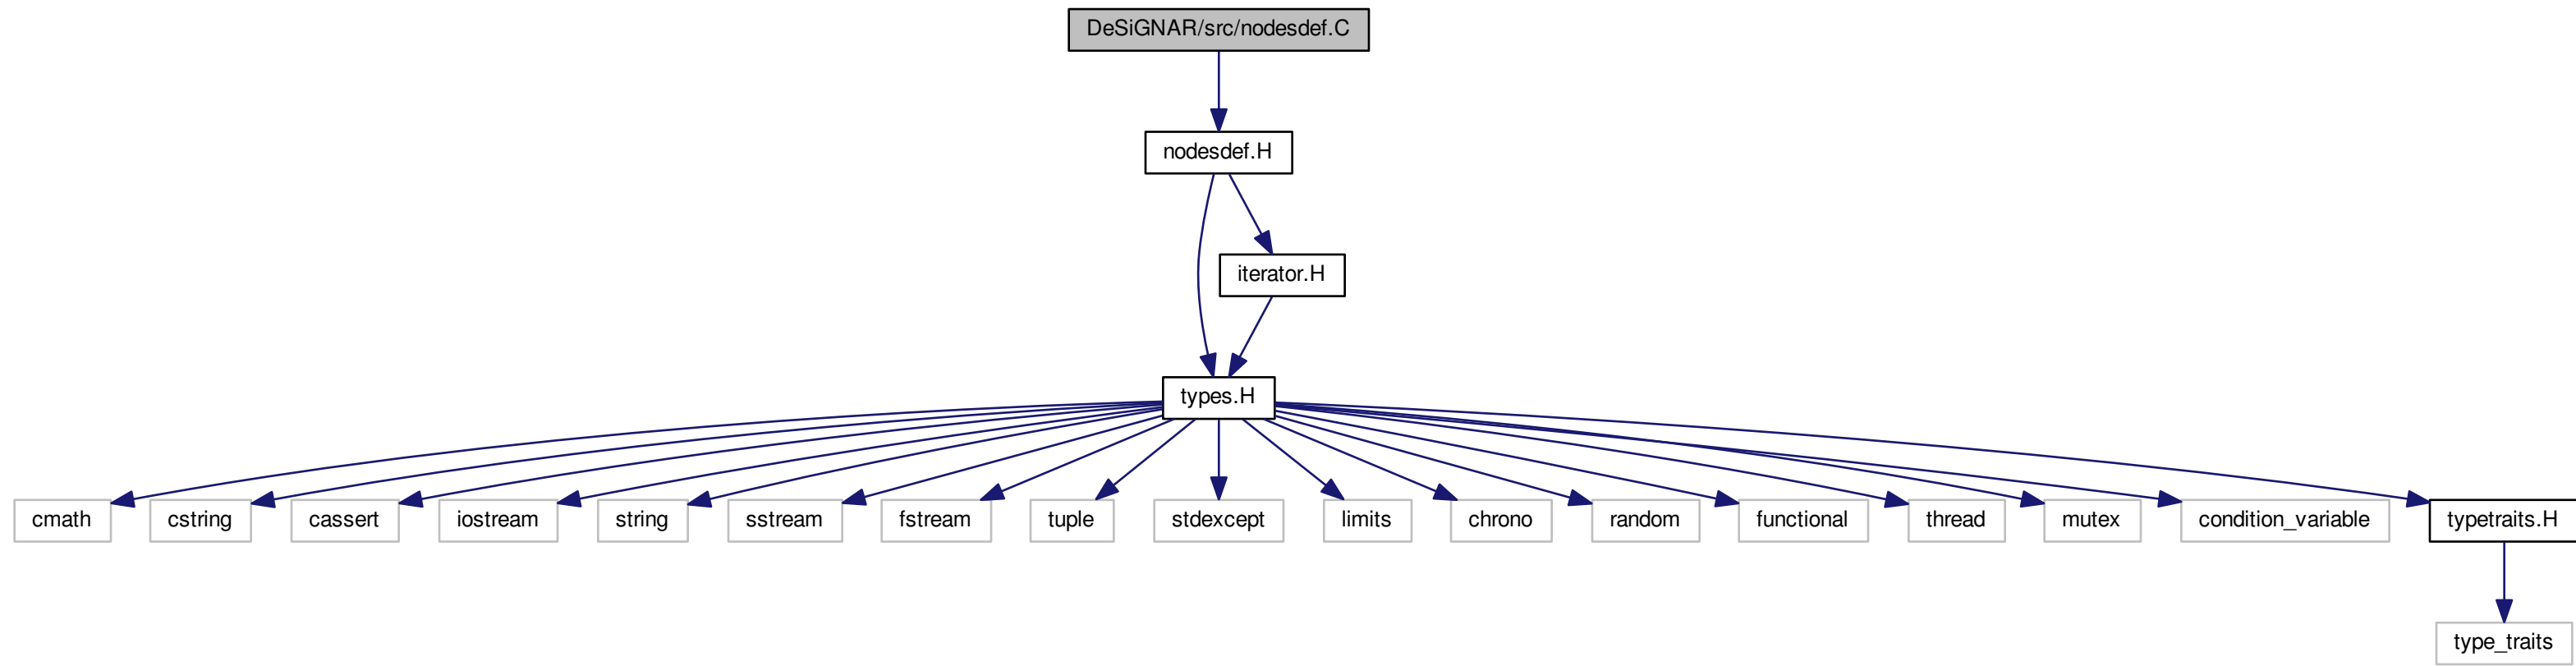 DeSiGNAR/src/nodesdef.C
nodesdef.H
iterator.H
types.H
cmath
cstring
cassert
iostream
string
sstream
fstream
tuple
stdexcept
limits
chrono
random
functional
thread
mutex
condition_variable
typetraits.H
type_traits